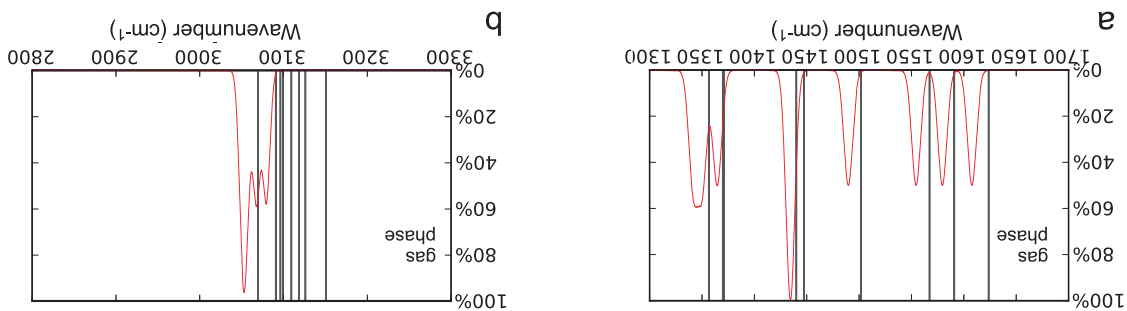 100%
80%
60%
40%
20%
0%
gas
phase
1700 1650 1600 1550 1500 1450 1400 1350 1300
Wavenumber (cm-1)
a
100%
80%
60%
40%
20%
0%
gas
phase
3300 3200 3100 3000 2900 2800
Wavenumber (cm-1)
b